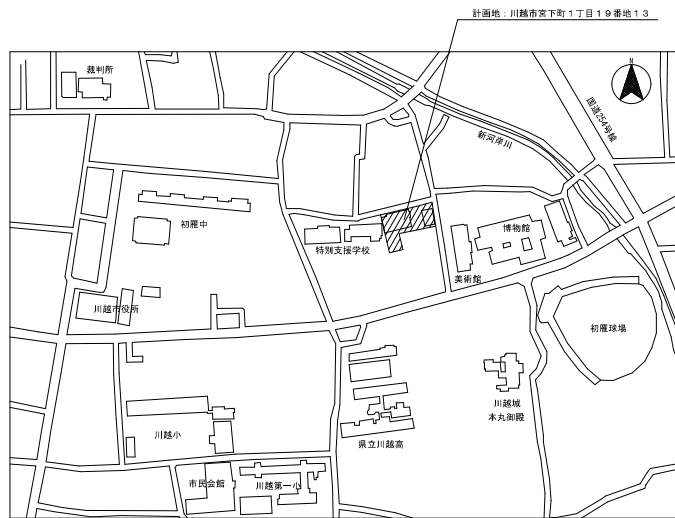 計画地：川越市宮下町１丁目１９番地１３
裁判所
N
国道254号線
新河岸川
初雁中
特別支援学校
博物館
美術館
川越市役所
初雁球場
川越城
本丸御殿
川越小
県立川越高
市民会館
川越第一小